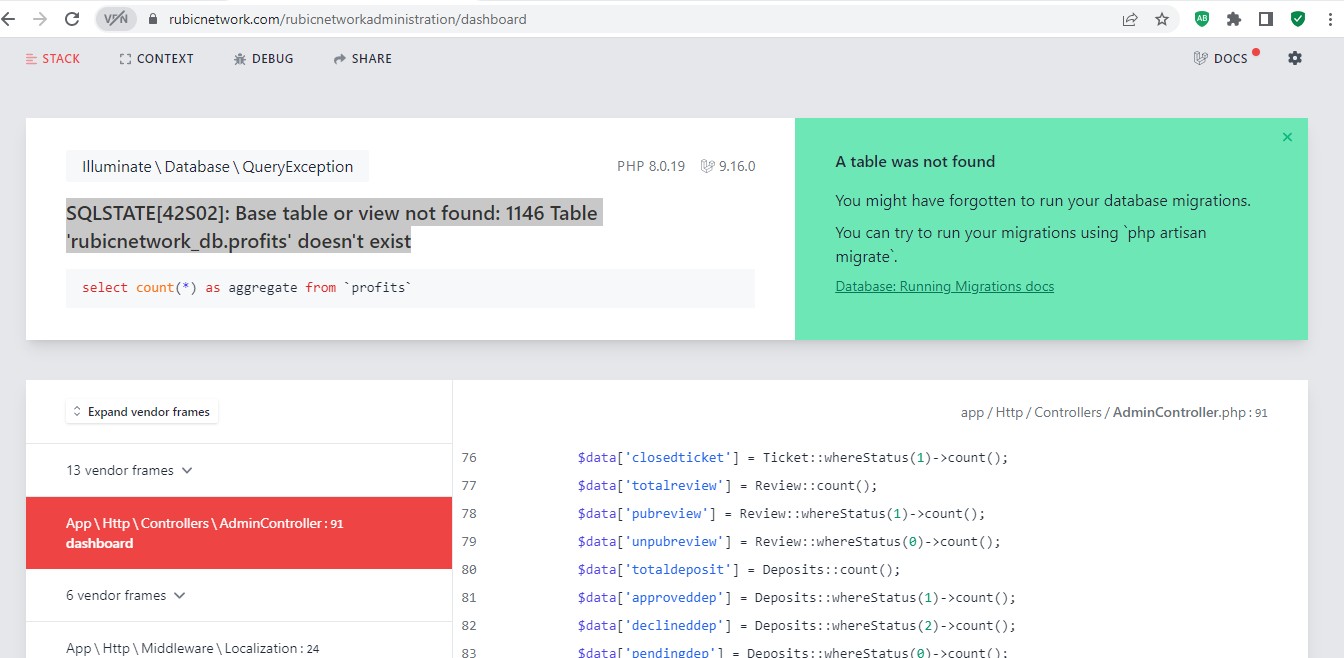 VPN rubicnetwork.com/rubicnetworkadministration/dashboard AB
STACK CONTEXT DEBUG SHARE DOCS
Illuminate \ Database \ QueryException PHP 8.0.19 9.16.0
SQLSTATE[42S02]: Base table or view not found: 1146 Table
'rubicnetwork_db.profits' doesn't exist
select count(*) as aggregate from `profits`
A table was not found
You might have forgotten to run your database migrations.
You can try to run your migrations using `php artisan
migrate`.
Database: Running Migrations docs
Expand vendor frames
13 vendor frames
App \ Http \ Controllers \ AdminController : 91
dashboard
6 vendor frames
App \ Http \ Middleware \ Localization : 24
app / Http / Controllers / AdminController.php : 91
76 $data['closedticket'] = Ticket::whereStatus(1)->count();
77 $data['totalreview'] = Review::count();
78 $data['pubreview'] = Review::whereStatus(1)->count();
79 $data['unpubreview'] = Review::whereStatus(0)->count();
80 $data['totaldeposit'] = Deposits::count();
81 $data['approveddep'] = Deposits::whereStatus(1)->count();
82 $data['declineddep'] = Deposits::whereStatus(2)->count();
83 $data['pendingdep'] = Deposits::whereStatus(0)->count();